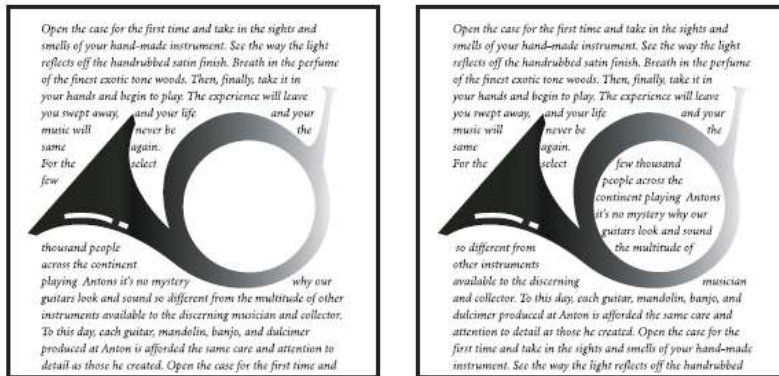 Open the case for the first time and take in the sights and
smells of your hand-made instrument. See the way the light
reflects off the handrubbed satin finish. Breath in the perfume
of the finest exotic tone woods. Then, finally, take it in
your hands and begin to play. The experience will leave
you swept away, and your life and your
music will never be the
same again.
For the select
few
thousand people
across the continent
playing Antons it's no mystery why our
guitars look and sound so different from the multitude of other
instruments available to the discerning musician and collector.
To this day, each guitar, mandolin, banjo, and dulcimer
produced at Anton is afforded the same care and attention to
detail as those he created. Open the case for the first time and
Open the case for the first time and take in the sights and
smells of your hand-made instrument. See the way the light
reflects off the handrubbed satin finish. Breath in the perfume
of the finest exotic tone woods. Then, finally, take it in
your hands and begin to play. The experience will leave
you swept away, and your life and your
music will never be the
same again.
For the select few thousand
people across the
continent playing Antons
it's no mystery why our
guitars look and sound
so different from the multitude of
other instruments
available to the discerning musician
and collector. To this day, each guitar, mandolin, banjo, and
dulcimer produced at Anton is afforded the same care and
attention to detail as those he created. Open the case for the
first time and take in the sights and smells of your hand-made
instrument. See the way the light reflects off the handrubbed